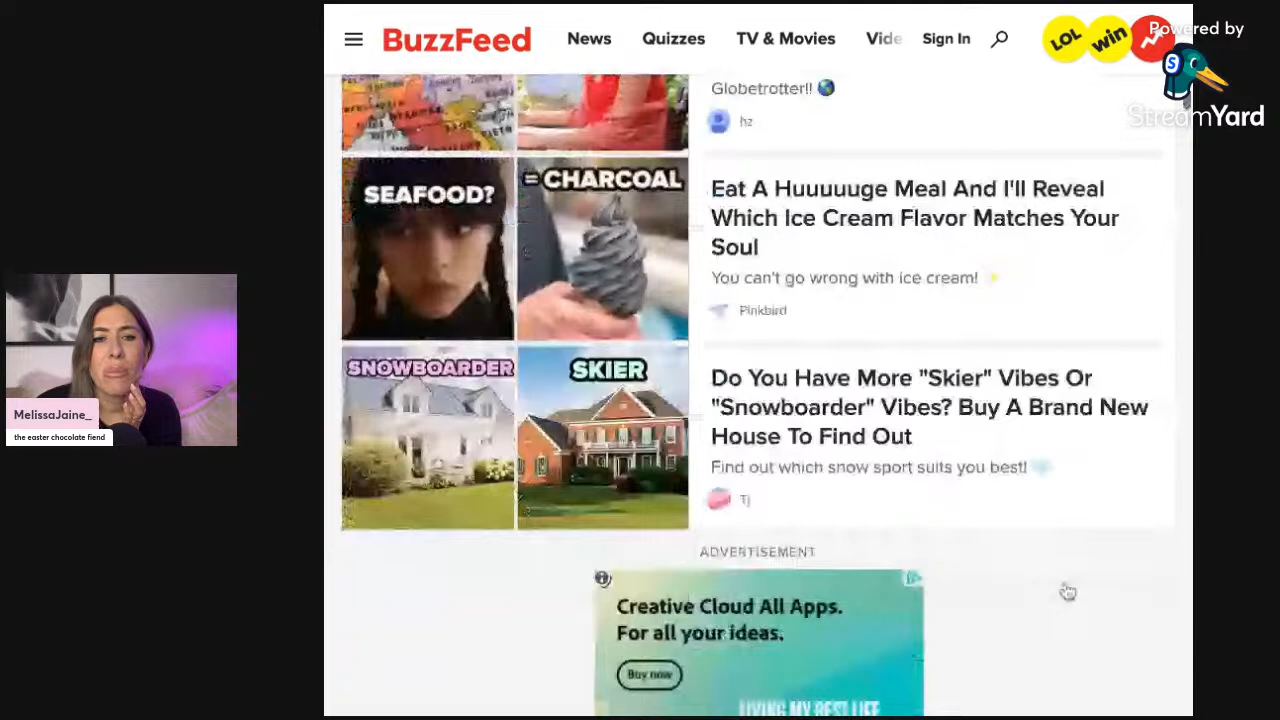 BuzzFeed
News
Quizzes
TV & Movies
Vide
Sign In
LOL
win
Powered by
StreamYard
Globetrotter!!
hz
SEAFOOD?
= CHARCOAL
Eat A Huuuuuge Meal And I'll Reveal
Which Ice Cream Flavor Matches Your
Soul
You can't go wrong with ice cream!
Pinkbird
SNOWBOARDER
SKIER
Do You Have More "Skier" Vibes Or
"Snowboarder" Vibes? Buy A Brand New
House To Find Out
Find out which snow sport suits you best!
Tj
MelissaJaine_
the easter chocolate fiend
ADVERTISEMENT
Creative Cloud All Apps.
For all your ideas.
Buy now
LIVING MY BEST LIFE